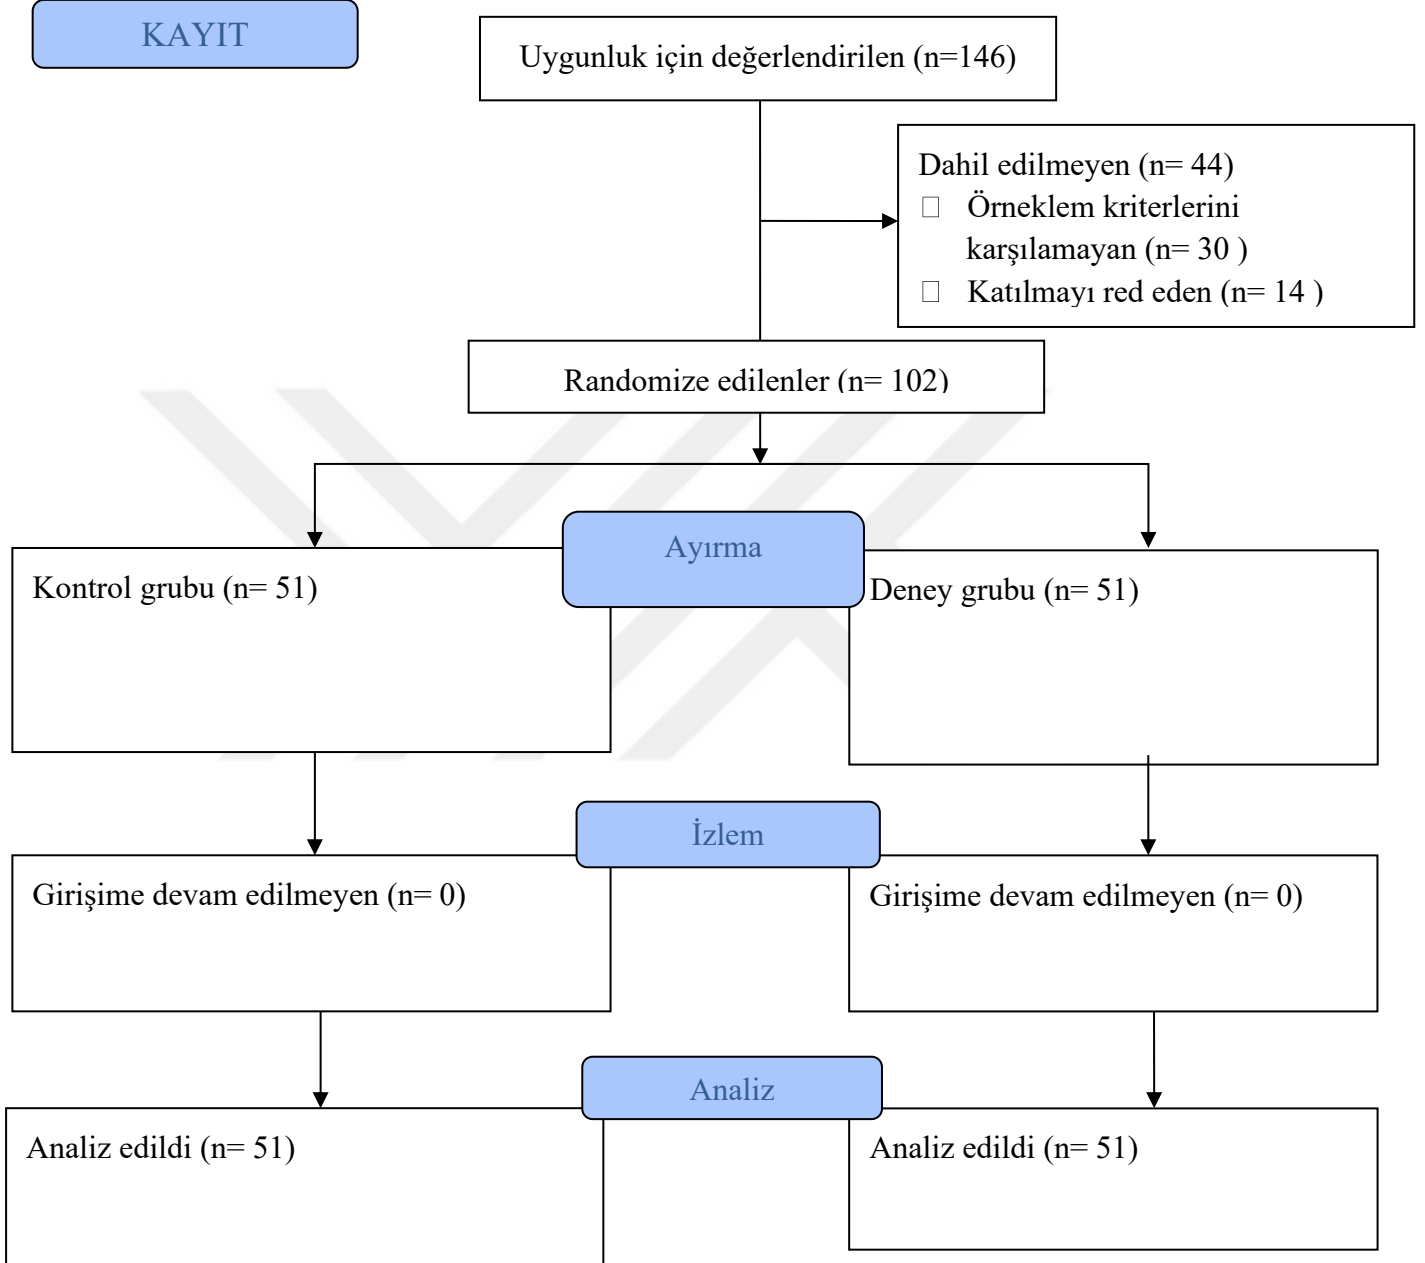 KAYIT
Uygunluk için değerlendirilen (n=146)
Dahil edilmeyen (n= 44)
Örneklem kriterlerini
karşılamayan (n= 30 )
Katılmayı red eden (n= 14 )
Randomize edilenler (n= 102)
Ayırma
Kontrol grubu (n= 51)
Deney grubu (n= 51)
İzlem
Girişime devam edilmeyen (n= 0)
Girişime devam edilmeyen (n= 0)
Analiz
Analiz edildi (n= 51)
Analiz edildi (n= 51)